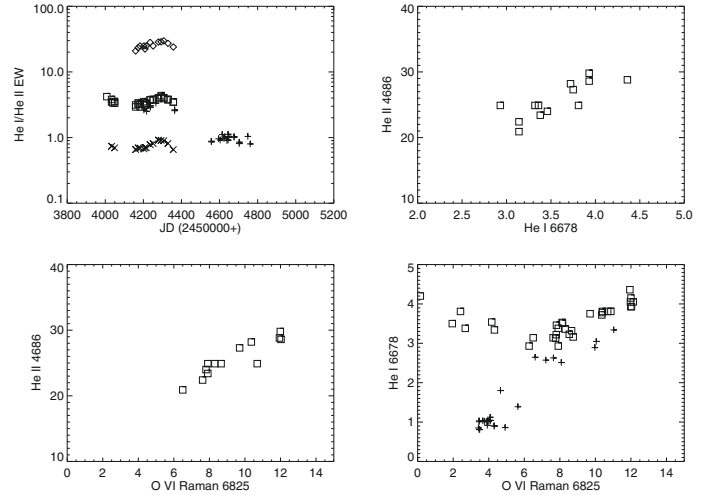 100.0
10.0
1.0
0.1
He I/He II EW
3800 4000 4200 4400 4600 4800 5000 5200
JD (2450000+)
40
30
20
10
He II 4686
2.0 2.5 3.0 3.5 4.0 4.5 5.0
He I 6678
40
30
20
10
He II 4686
0 2 4 6 8 10 12 14
O VI Raman 6825
5
4
3
2
1
0
He I 6678
0 2 4 6 8 10 12 14
O VI Raman 6825